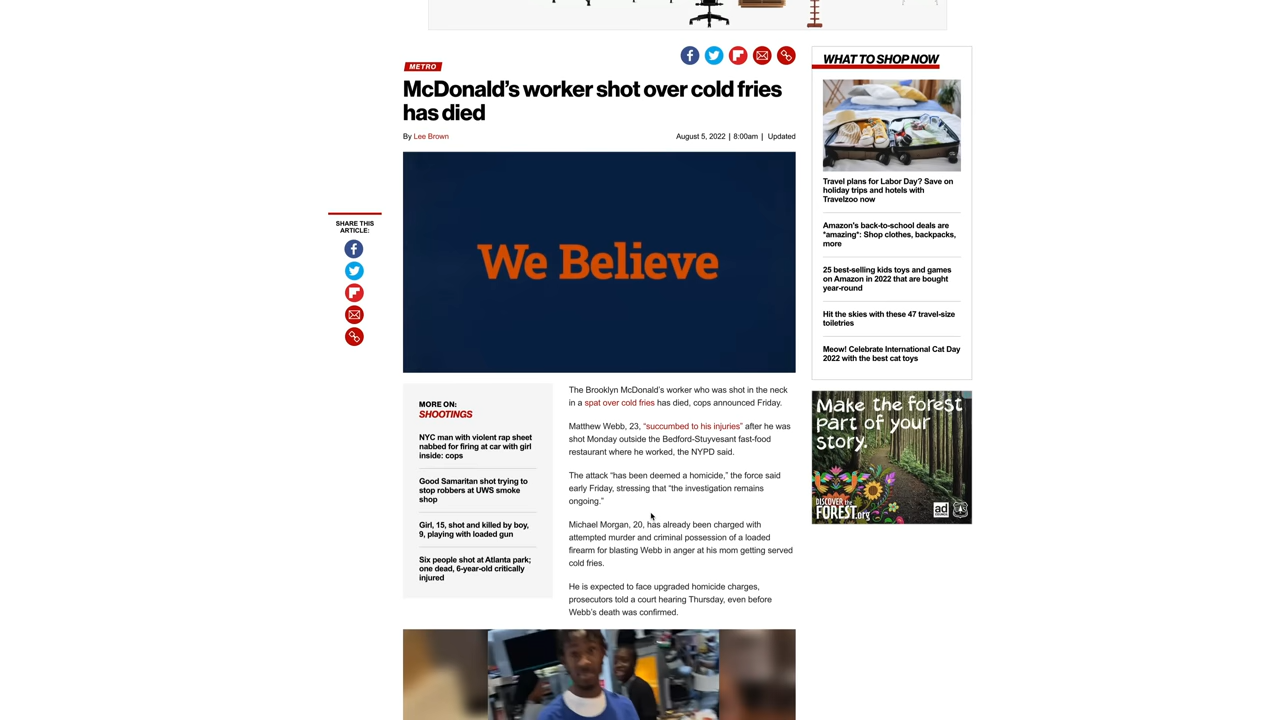 METRO
McDonald's worker shot over cold fries
has died
By Lee Brown
August 5, 2022 | 8:00am | Updated
We Believe
SHARE THIS
ARTICLE:
MORE ON:
SHOOTINGS
NYC man with violent rap sheet
nabbed for firing at car with girl
inside: cops
Good Samaritan shot trying to
stop robbers at UWS smoke
shop
Girl, 15, shot and killed by boy,
9, playing with loaded gun
Six people shot at Atlanta park;
one dead, 6-year-old critically
injured
The Brooklyn McDonald's worker who was shot in the neck
in a spat over cold fries has died, cops announced Friday.
Matthew Webb, 23, “succumbed to his injuries” after he was
shot Monday outside the Bedford-Stuyvesant fast-food
restaurant where he worked, the NYPD said.
The attack “has been deemed a homicide,” the force said
early Friday, stressing that “the investigation remains
ongoing.”
Michael Morgan, 20, has already been charged with
attempted murder and criminal possession of a loaded
firearm for blasting Webb in anger at his mom getting served
cold fries.
He is expected to face upgraded homicide charges,
prosecutors told a court hearing Thursday, even before
Webb's death was confirmed.
WHAT TO SHOP NOW
Travel plans for Labor Day? Save on
holiday trips and hotels with
Travelzoo now
Amazon's back-to-school deals are
*amazing*: Shop clothes, backpacks,
more
25 best-selling kids toys and games
on Amazon in 2022 that are bought
year-round
Hit the skies with these 47 travel-size
toiletries
Meow! Celebrate International Cat Day
2022 with the best cat toys
Make the forest
part of your
story.
DISCOVER the
FOREST.org
ad